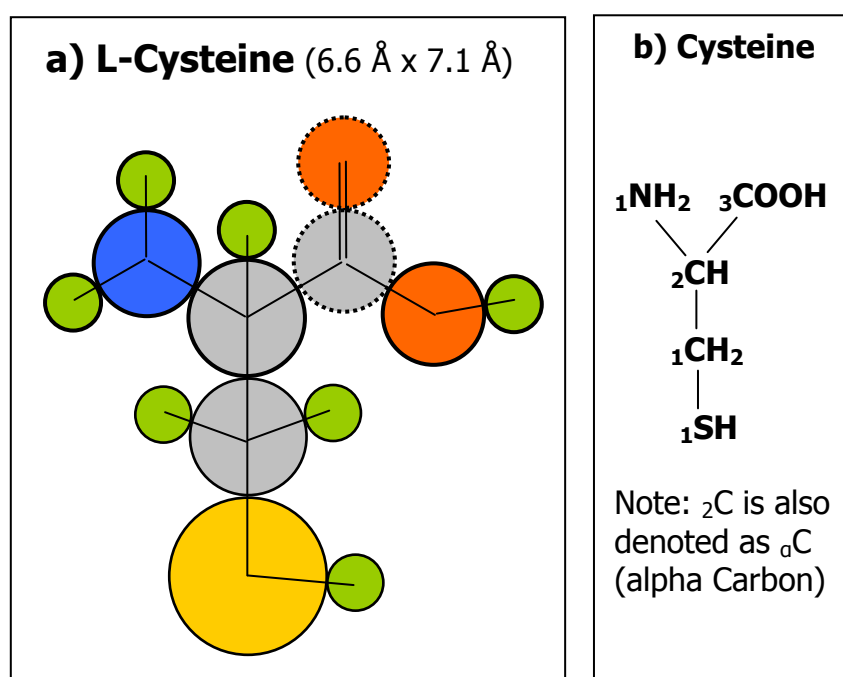 a) L-Cysteine (6.6 Å x 7.1 Å)
b) Cysteine
₁NH₂ ₃COOH
₂CH
₁CH₂
₁SH
Note: ₂C is also
denoted as αC
(alpha Carbon)